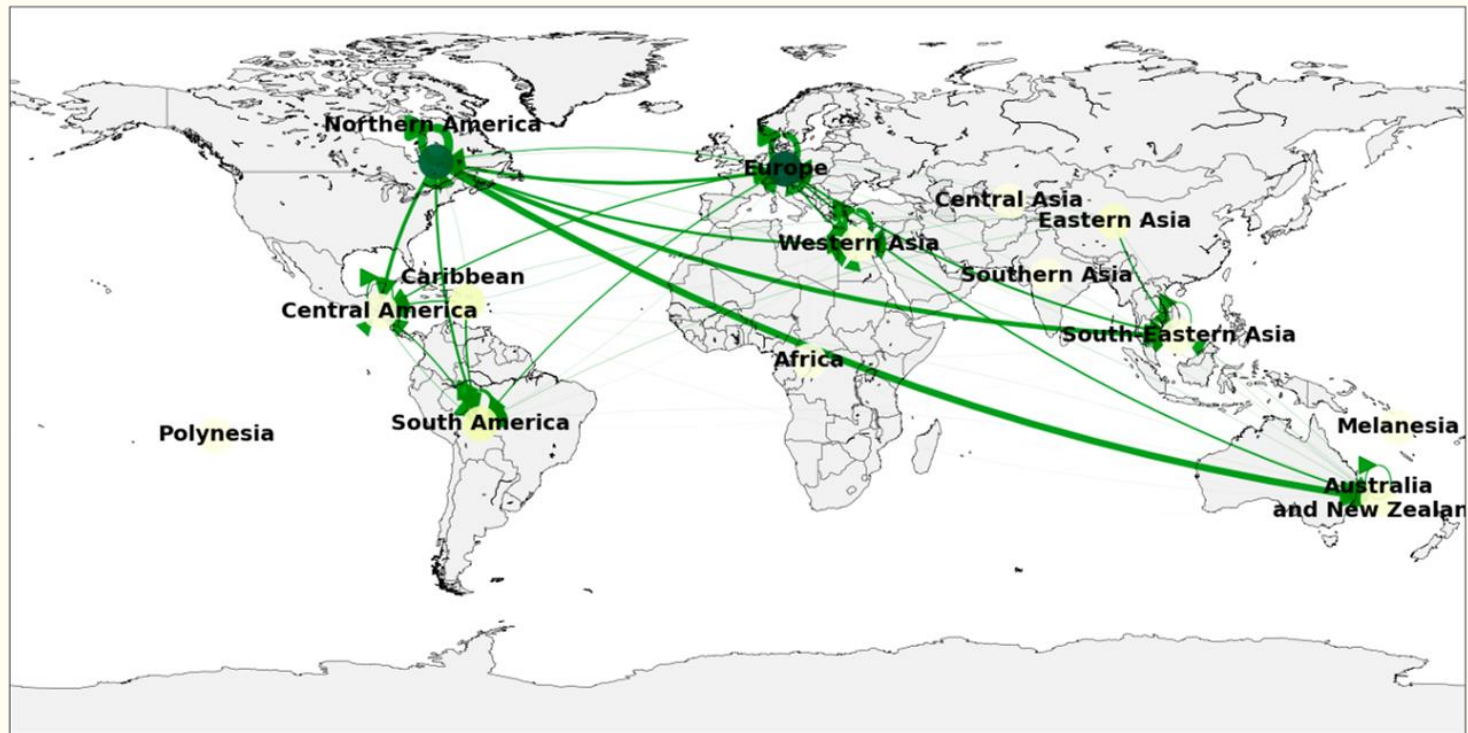 Northern America
Europe
Central Asia
Eastern Asia
Western Asia
Southern Asia
Caribbean
Central America
South-Eastern Asia
Africa
South America
Melanesia
Polynesia
Australia
and New Zealan